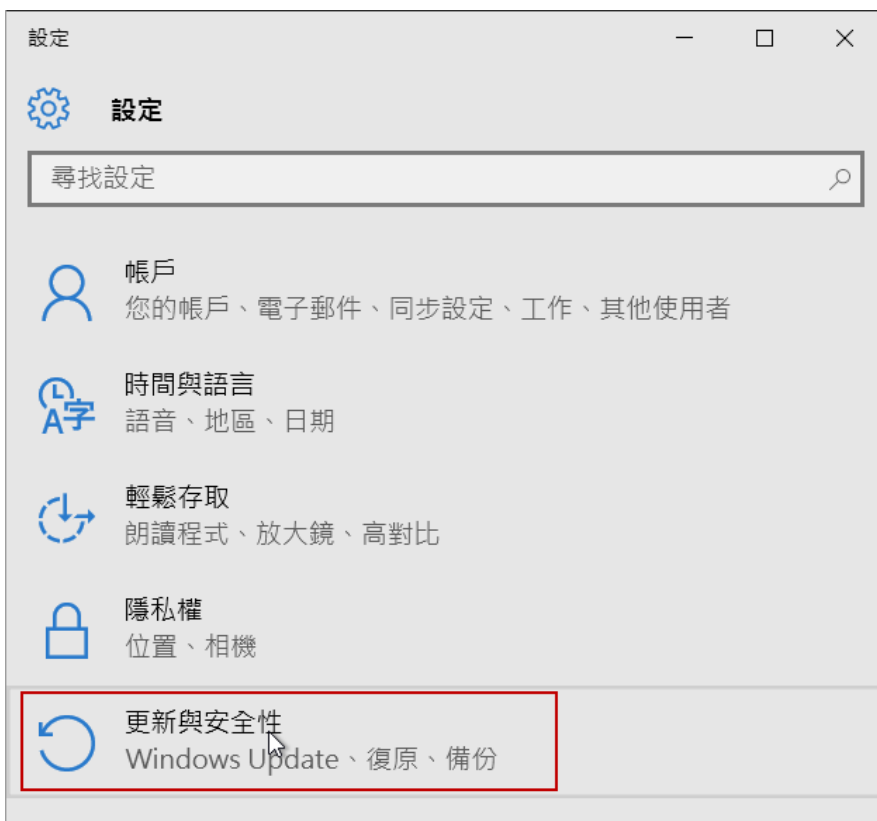 設定
設定
尋找設定
帳戶
您的帳戶、電子郵件、同步設定、工作、其他使用者
時間與語言
語音、地區、日期
輕鬆存取
朗讀程式、放大鏡、高對比
隱私權
位置、相機
更新與安全性
Windows Update、復原、備份